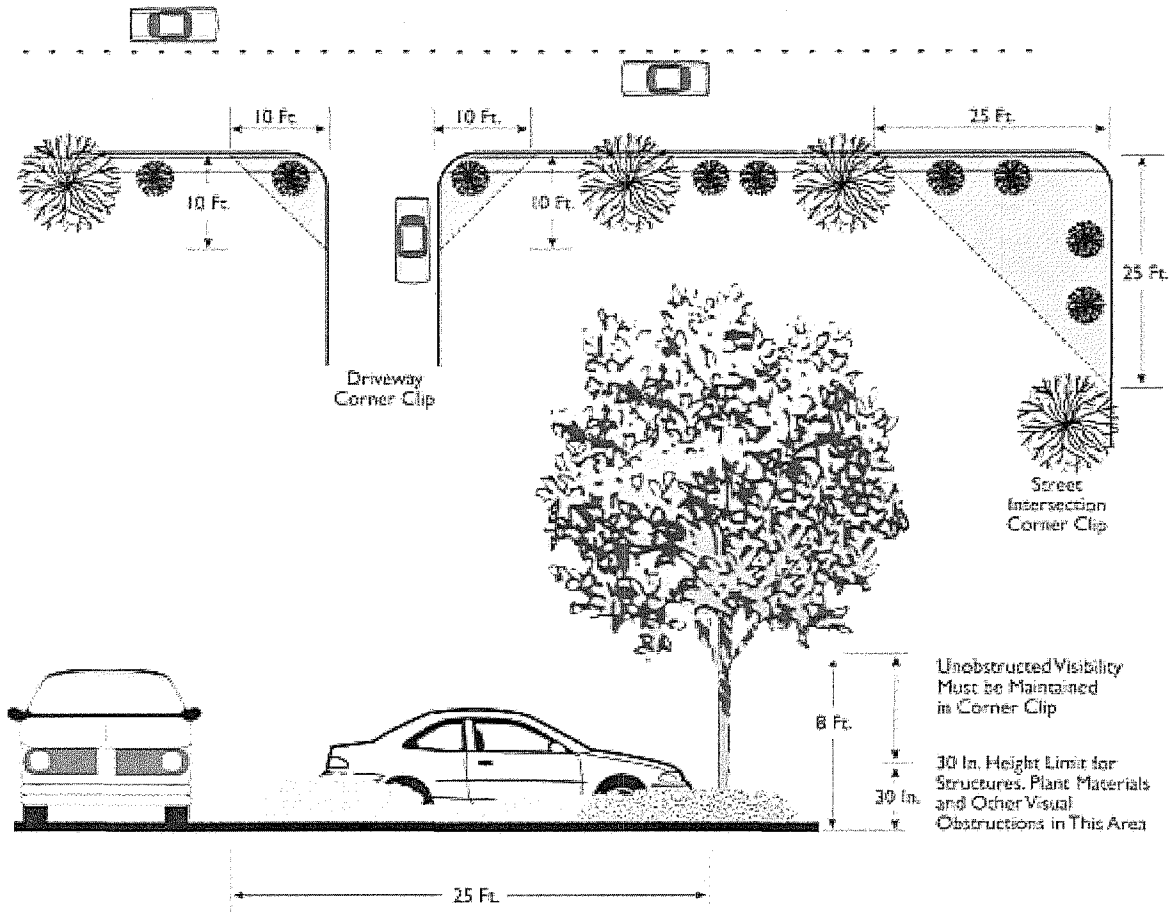 10 Ft.
10 Ft.
25 Ft.
10 Ft.
10 Ft.
25 Ft.
Driveway
Corner Clip
Street
Intersection
Corner Clip
Unobstructed Visibility
Must be Maintained
in Corner Clip
8 Ft.
30 In. Height Limit for
Structures, Plant Materials
and Other Visual
Obstructions in This Area
30 In.
25 Ft.